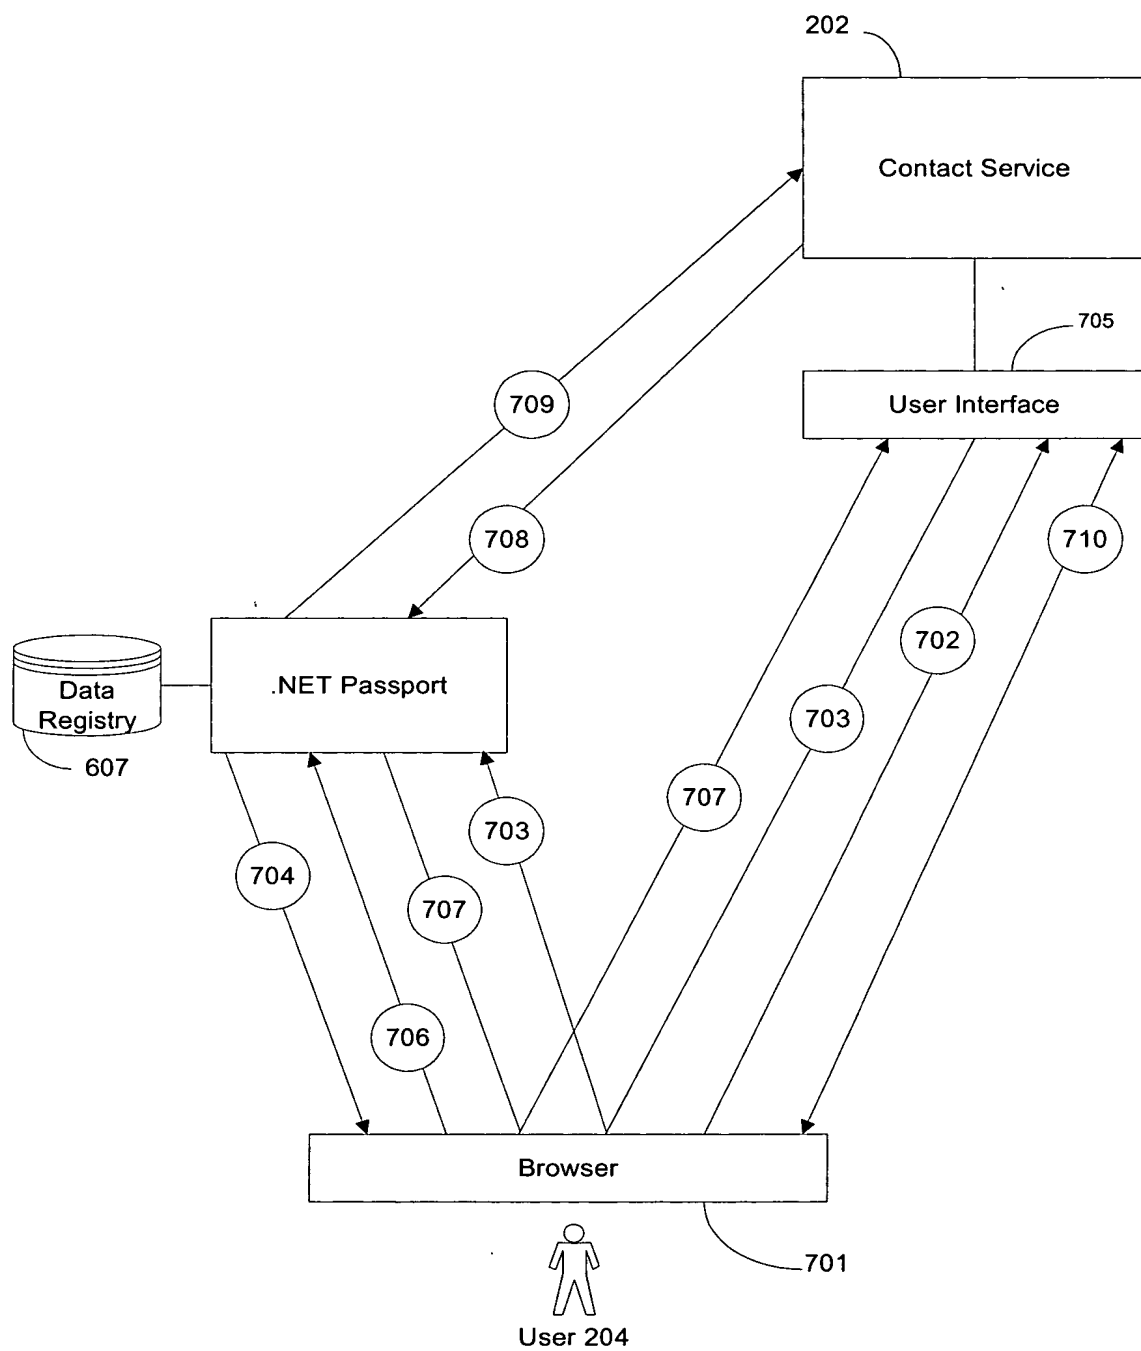 202
Contact Service
705
User Interface
709
708
710
702
.NET Passport
Data
Registry
703
607
707
703
704
707
706
Browser
701
User 204